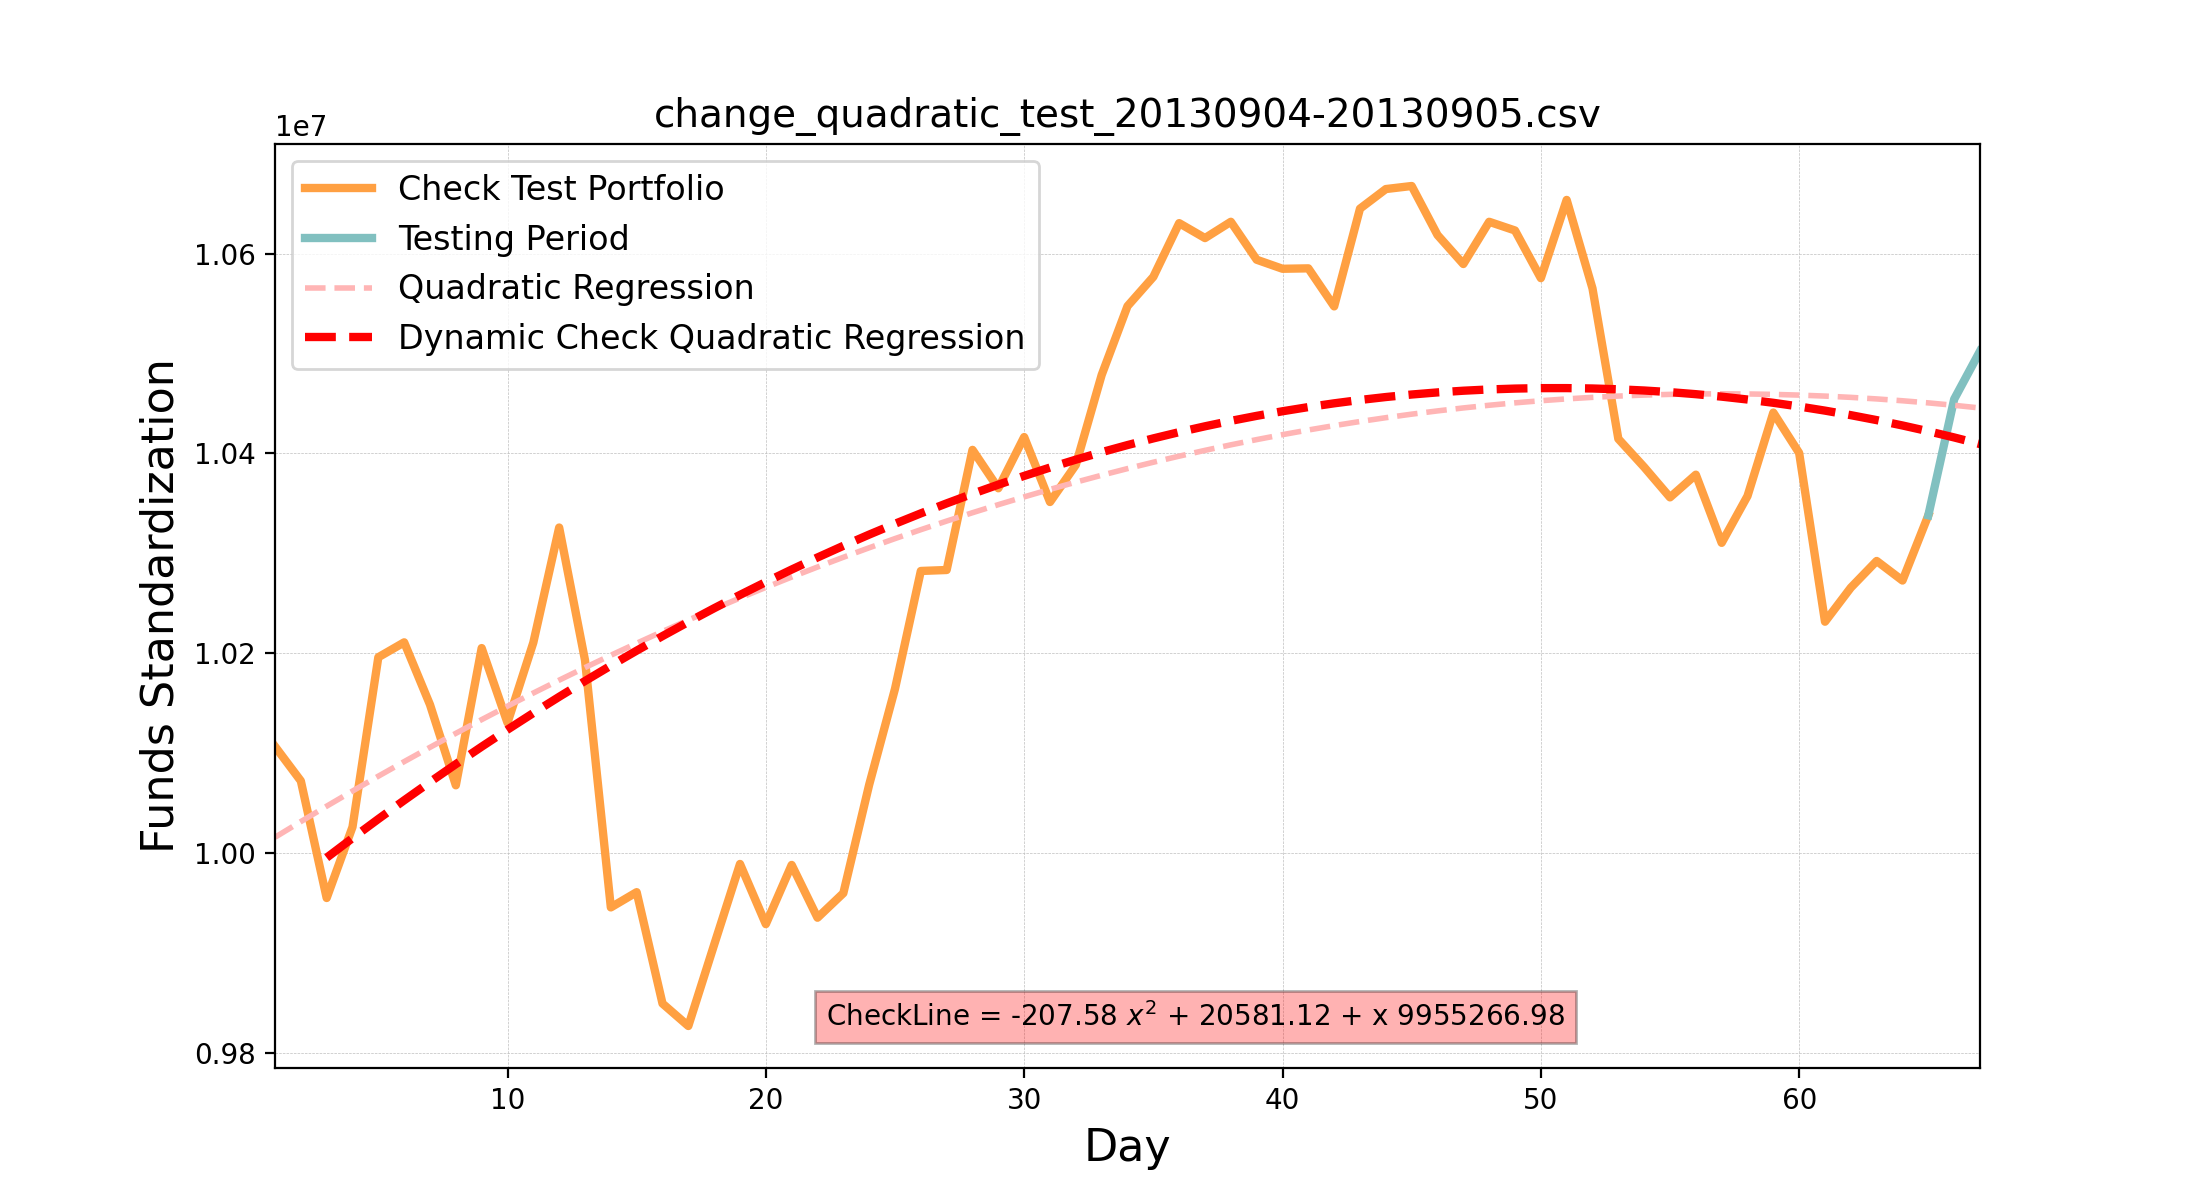 change_quadratic_test_20130904-20130905.csv
1e7
Check Test Portfolio
Testing Period
Quadratic Regression
Dynamic Check Quadratic Regression
1.06
1.04
1.02
1.00
0.98
Funds Standardization
CheckLine = -207.58 x² + 20581.12 + x 9955266.98
10 20 30 40 50 60
Day